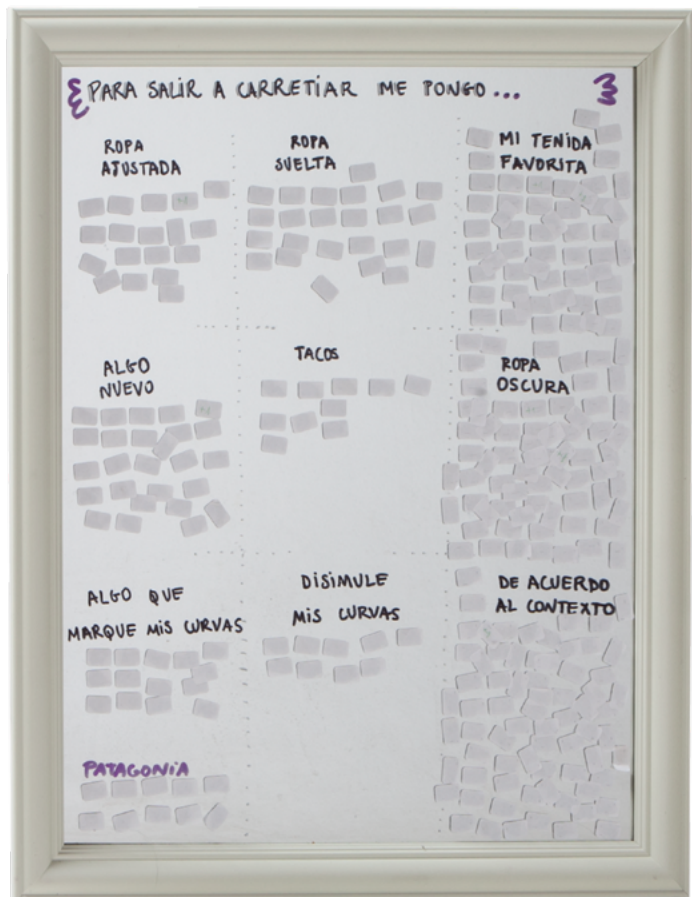 PARA SALIR A CARRETIAR ME PONGO...
ROPA
AJUSTADA
ROPA
SUELTA
MI TENIDA
FAVORITA
ALGO
NUEVO
TACOS
ROPA
OSCURA
ALGO QUE
MARQUE MIS CURVAS
DISIMULE
MIS CURVAS
DE ACUERDO
AL CONTEXTO
PATAGONIA